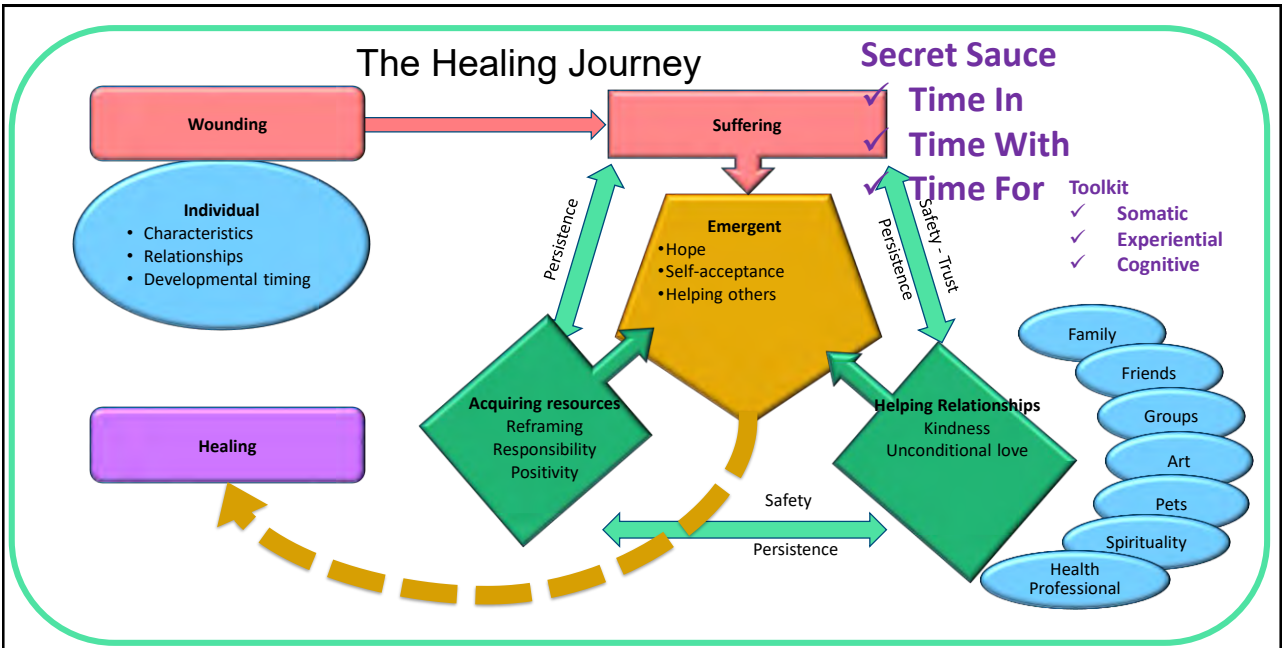 The Healing Journey
Secret Sauce
✓ Time In
✓ Time With
✓ Time For
Toolkit
✓ Somatic
✓ Experiential
✓ Cognitive
Wounding
Suffering
Individual
• Characteristics
• Relationships
• Developmental timing
Persistence
Emergent
•Hope
•Self-acceptance
•Helping others
Safety - Trust
Persistence
Acquiring resources
Reframing
Responsibility
Positivity
Helping Relationships
Kindness
Unconditional love
Healing
Safety
Persistence
Family
Friends
Groups
Art
Pets
Spirituality
Health
Professional